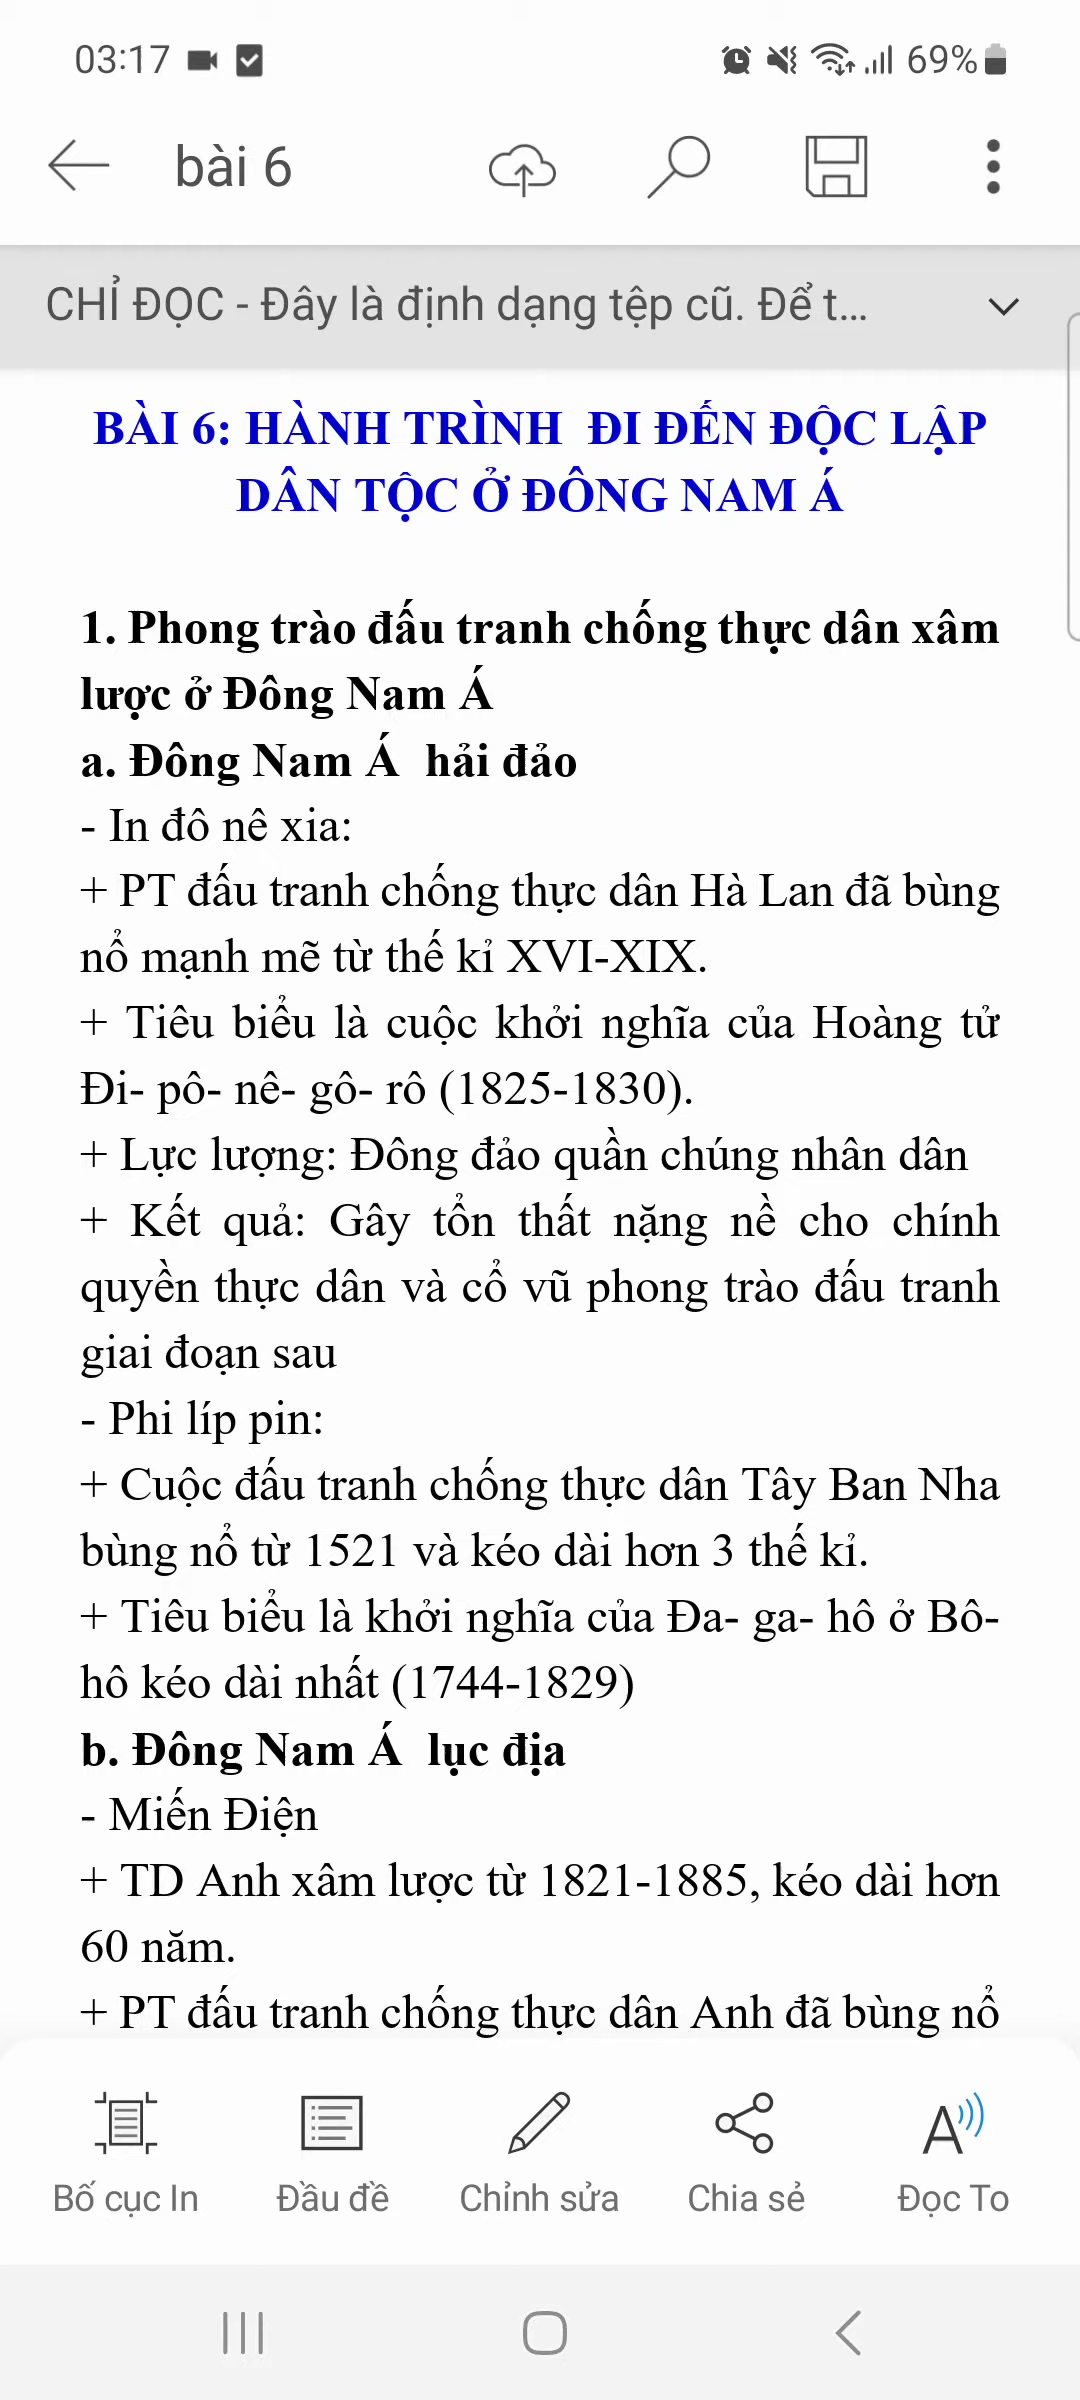 03:17
69%
bài 6
CHỈ ĐỌC - Đây là định dạng tệp cũ. Để t...
BÀI 6: HÀNH TRÌNH ĐI ĐẾN ĐỘC LẬP
DÂN TỘC Ở ĐÔNG NAM Á
1. Phong trào đấu tranh chống thực dân xâm
lược ở Đông Nam Á
a. Đông Nam Á hải đảo
- In đô nê xia:
+ PT đấu tranh chống thực dân Hà Lan đã bùng
nổ mạnh mẽ từ thế kỉ XVI-XIX.
+ Tiêu biểu là cuộc khởi nghĩa của Hoàng tử
Đi- pô- nê- gô- rô (1825-1830).
+ Lực lượng: Đông đảo quần chúng nhân dân
+ Kết quả: Gây tổn thất nặng nề cho chính
quyền thực dân và cổ vũ phong trào đấu tranh
giai đoạn sau
- Phi líp pin:
+ Cuộc đấu tranh chống thực dân Tây Ban Nha
bùng nổ từ 1521 và kéo dài hơn 3 thế kỉ.
+ Tiêu biểu là khởi nghĩa của Đa- ga- hô ở Bô-
hô kéo dài nhất (1744-1829)
b. Đông Nam Á lục địa
- Miến Điện
+ TD Anh xâm lược từ 1821-1885, kéo dài hơn
60 năm.
+ PT đấu tranh chống thực dân Anh đã bùng nổ
Bố cục In
Đầu đề
Chỉnh sửa
Chia sẻ
Đọc To